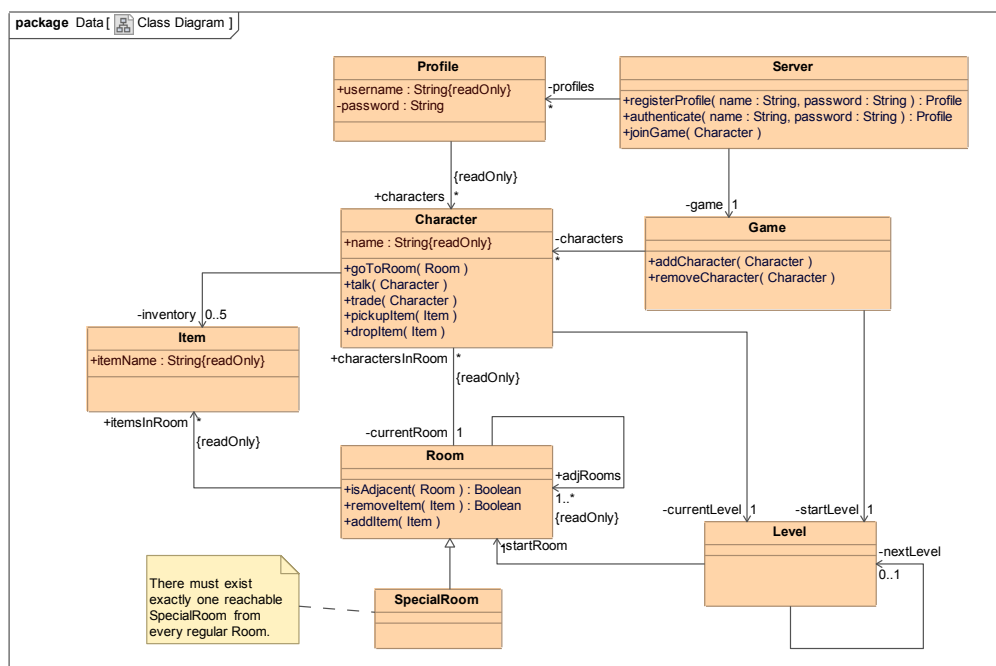 package Data [ Class Diagram ]
Profile
+username : String{readOnly}
-password : String
Server
+registerProfile( name : String, password : String ) : Profile
+authenticate( name : String, password : String ) : Profile
+joinGame( Character )
-profiles
*
{readOnly}
+characters
*
-game
1
Character
+name : String{readOnly}
+goToRoom( Room )
+talk( Character )
+trade( Character )
+pickupItem( Item )
+dropItem( Item )
-characters
*
Game
+addCharacter( Character )
+removeCharacter( Character )
-inventory
0..5
Item
+itemName : String{readOnly}
+charactersInRoom
*
{readOnly}
+itemsInRoom
*
{readOnly}
-currentRoom
1
Room
+isAdjacent( Room ) : Boolean
+removeItem( Item ) : Boolean
+addItem( Item )
+adjRooms
1..*
{readOnly}
-currentLevel
1
-startLevel
1
Level
-startRoom
1
-nextLevel
0..1
There must exist
exactly one reachable
SpecialRoom from
every regular Room.
SpecialRoom